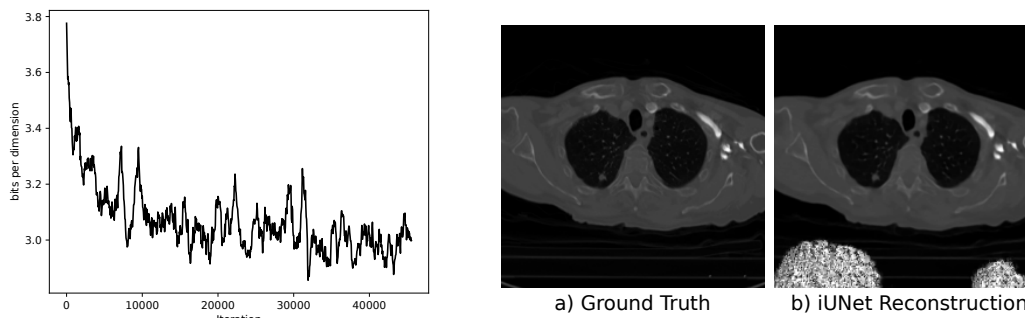 3.8
3.6
3.4
3.2
3.0
bits per dimension
0 10000 20000 30000 40000
a) Ground Truth
b) iUNet Reconstruction